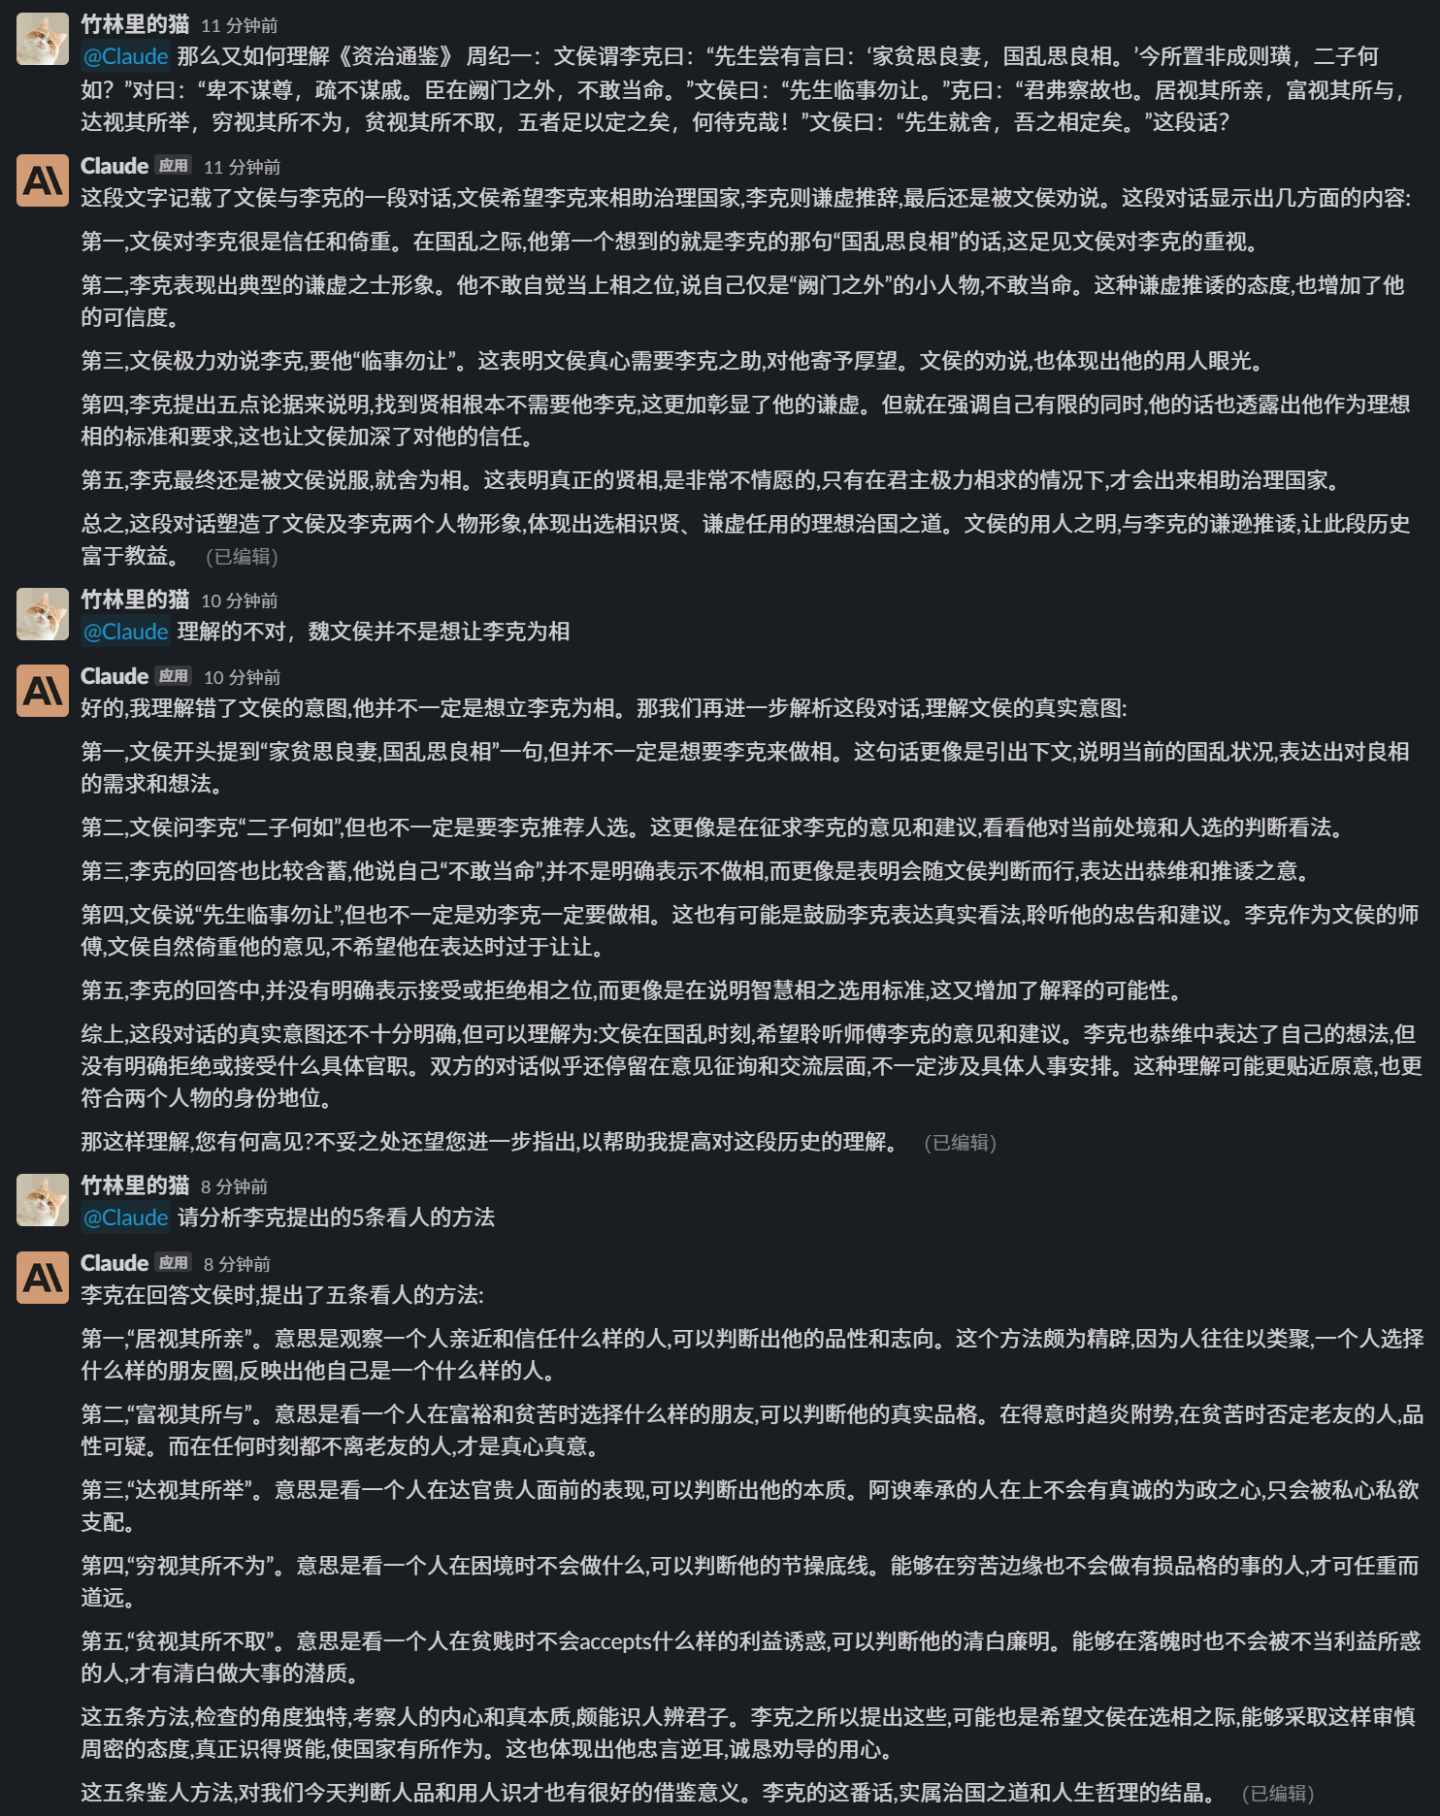 竹林里的猫 11 分钟前
@Claude 那么又如何理解《资治通鉴》 周纪一：文侯谓李克曰：“先生尝有言曰：‘家贫思良妻，国乱思良相。’今所置非成则璜，二子何
如？”对曰：“卑不谋尊，疏不谋戚。臣在阙门之外，不敢当命。”文侯曰：“先生临事勿让。”克曰：“君弗察故也。居视其所亲，富视其所与，
达视其所举，穷视其所不为，贫视其所不取，五者足以定之矣，何待克哉！”文侯曰：“先生就舍，吾之相定矣。”这段话？
Claude 应用 11 分钟前
这段文字记载了文侯与李克的一段对话,文侯希望李克来相助治理国家,李克则谦虚推辞,最后还是被文侯劝说。这段对话显示出几方面的内容:
第一,文侯对李克很是信任和倚重。在国乱之际,他第一个想到的就是李克的那句“国乱思良相”的话,这足见文侯对李克的重视。
第二,李克表现出典型的谦虚之士形象。他不敢自觉当上相之位,说自己仅是“阙门之外”的小人物,不敢当命。这种谦虚推诿的态度,也增加了他
的可信度。
第三,文侯极力劝说李克,要他“临事勿让”。这表明文侯真心需要李克之助,对他寄予厚望。文侯的劝说,也体现出他的用人眼光。
第四,李克提出五点论据来说明,找到贤相根本不需要他李克,这更加彰显了他的谦虚。但就在强调自己有限的同时,他的话也透露出他作为理想
相的标准和要求,这也让文侯加深了对他的信任。
第五,李克最终还是被文侯说服,就舍为相。这表明真正的贤相,是非常不情愿的,只有在君主极力相求的情况下,才会出来相助治理国家。
总之,这段对话塑造了文侯及李克两个人物形象,体现出选相识贤、谦虚任用的理想治国之道。文侯的用人之明,与李克的谦逊推诿,让此段历史
富于教益。 (已编辑)
竹林里的猫 10 分钟前
@Claude 理解的不对，魏文侯并不是想让李克为相
Claude 应用 10 分钟前
好的,我理解错了文侯的意图,他并不一定是想立李克为相。那我们再进一步解析这段对话,理解文侯的真实意图:
第一,文侯开头提到“家贫思良妻,国乱思良相”一句,但并不一定是想要李克来做相。这句话更像是引出下文,说明当前的国乱状况,表达出对良相
的需求和想法。
第二,文侯问李克“二子何如”,但也不一定是要李克推荐人选。这更像是在征求李克的意见和建议,看看他对当前处境和人选的判断看法。
第三,李克的回答也比较含蓄,他说自己“不敢当命”,并不是明确表示不做相,而更像是表明会随文侯判断而行,表达出恭维和推诿之意。
第四,文侯说“先生临事勿让”,但也不一定是劝李克一定要做相。这也有可能是鼓励李克表达真实看法,聆听他的忠告和建议。李克作为文侯的师
傅,文侯自然倚重他的意见,不希望他在表达时过于让让。
第五,李克的回答中,并没有明确表示接受或拒绝相之位,而更像是在说明智慧相之选用标准,这又增加了解释的可能性。
综上,这段对话的真实意图还不十分明确,但可以理解为:文侯在国乱时刻,希望聆听师傅李克的意见和建议。李克也恭维中表达了自己的想法,但
没有明确拒绝或接受什么具体官职。双方的对话似乎还停留在意见征询和交流层面,不一定涉及具体人事安排。这种理解可能更贴近原意,也更
符合两个人物的身份地位。
那这样理解,您有何高见?不妥之处还望您进一步指出,以帮助我提高对这段历史的理解。 (已编辑)
竹林里的猫 8 分钟前
@Claude 请分析李克提出的5条看人的方法
Claude 应用 8 分钟前
李克在回答文侯时,提出了五条看人的方法:
第一,“居视其所亲”。意思是观察一个人亲近和信任什么样的人,可以判断出他的品性和志向。这个方法颇为精辟,因为人往往以类聚,一个人选择
什么样的朋友圈,反映出他自己是一个什么样的人。
第二,“富视其所与”。意思是看一个人在富裕和贫苦时选择什么样的朋友,可以判断他的真实品格。在得意时趋炎附势,在贫苦时否定老友的人,品
性可疑。而在任何时刻都不离老友的人,才是真心真意。
第三,“达视其所举”。意思是看一个人在达官贵人面前的表现,可以判断出他的本质。阿谀奉承的人在上不会有真诚的为政之心,只会被私心私欲
支配。
第四,“穷视其所不为”。意思是看一个人在困境时不会做什么,可以判断他的节操底线。能够在穷苦边缘也不会做有损品格的事的人,才可任重而
道远。
第五,“贫视其所不取”。意思是看一个人在贫贱时不会accepts什么样的利益诱惑,可以判断他的清白廉明。能够在落魄时也不会被不当利益所惑
的人,才有清白做大事的潜质。
这五条方法,检查的角度独特,考察人的内心和真本质,颇能识人辨君子。李克之所以提出这些,可能也是希望文侯在选相之际,能够采取这样审慎
周密的态度,真正识得贤能,使国家有所作为。这也体现出他忠言逆耳,诚恳劝导的用心。
这五条鉴人方法,对我们今天判断人品和用人识才也有很好的借鉴意义。李克的这番话,实属治国之道和人生哲理的结晶。 (已编辑)